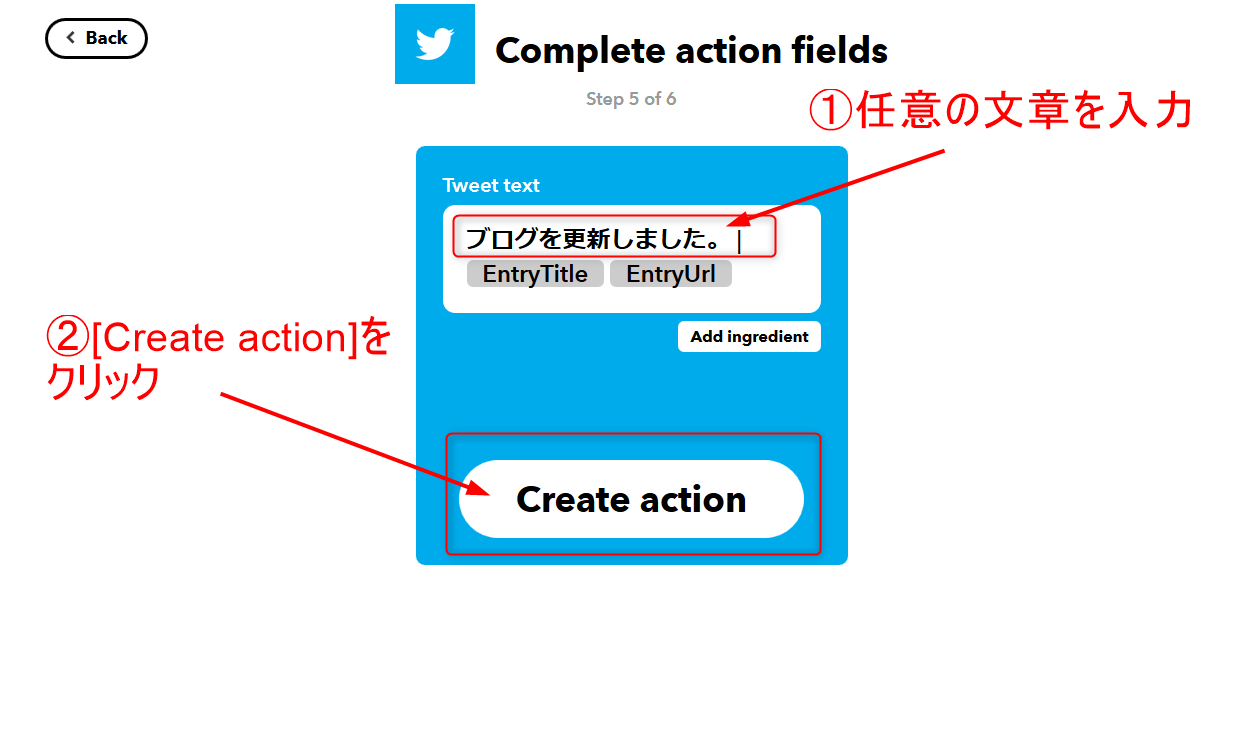 Back
Complete action fields
Step 5 of 6
①任意の文章を入力
Tweet text
ブログを更新しました。
EntryTitle EntryUrl
Add ingredient
②[Create action]を
クリック
Create action